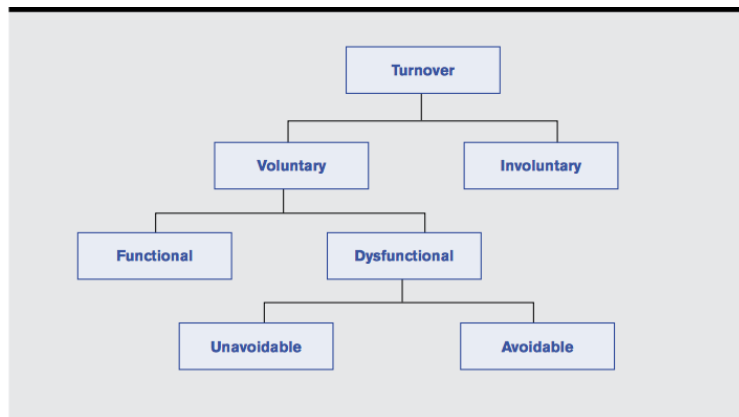 Turnover
Voluntary
Involuntary
Functional
Dysfunctional
Unavoidable
Avoidable